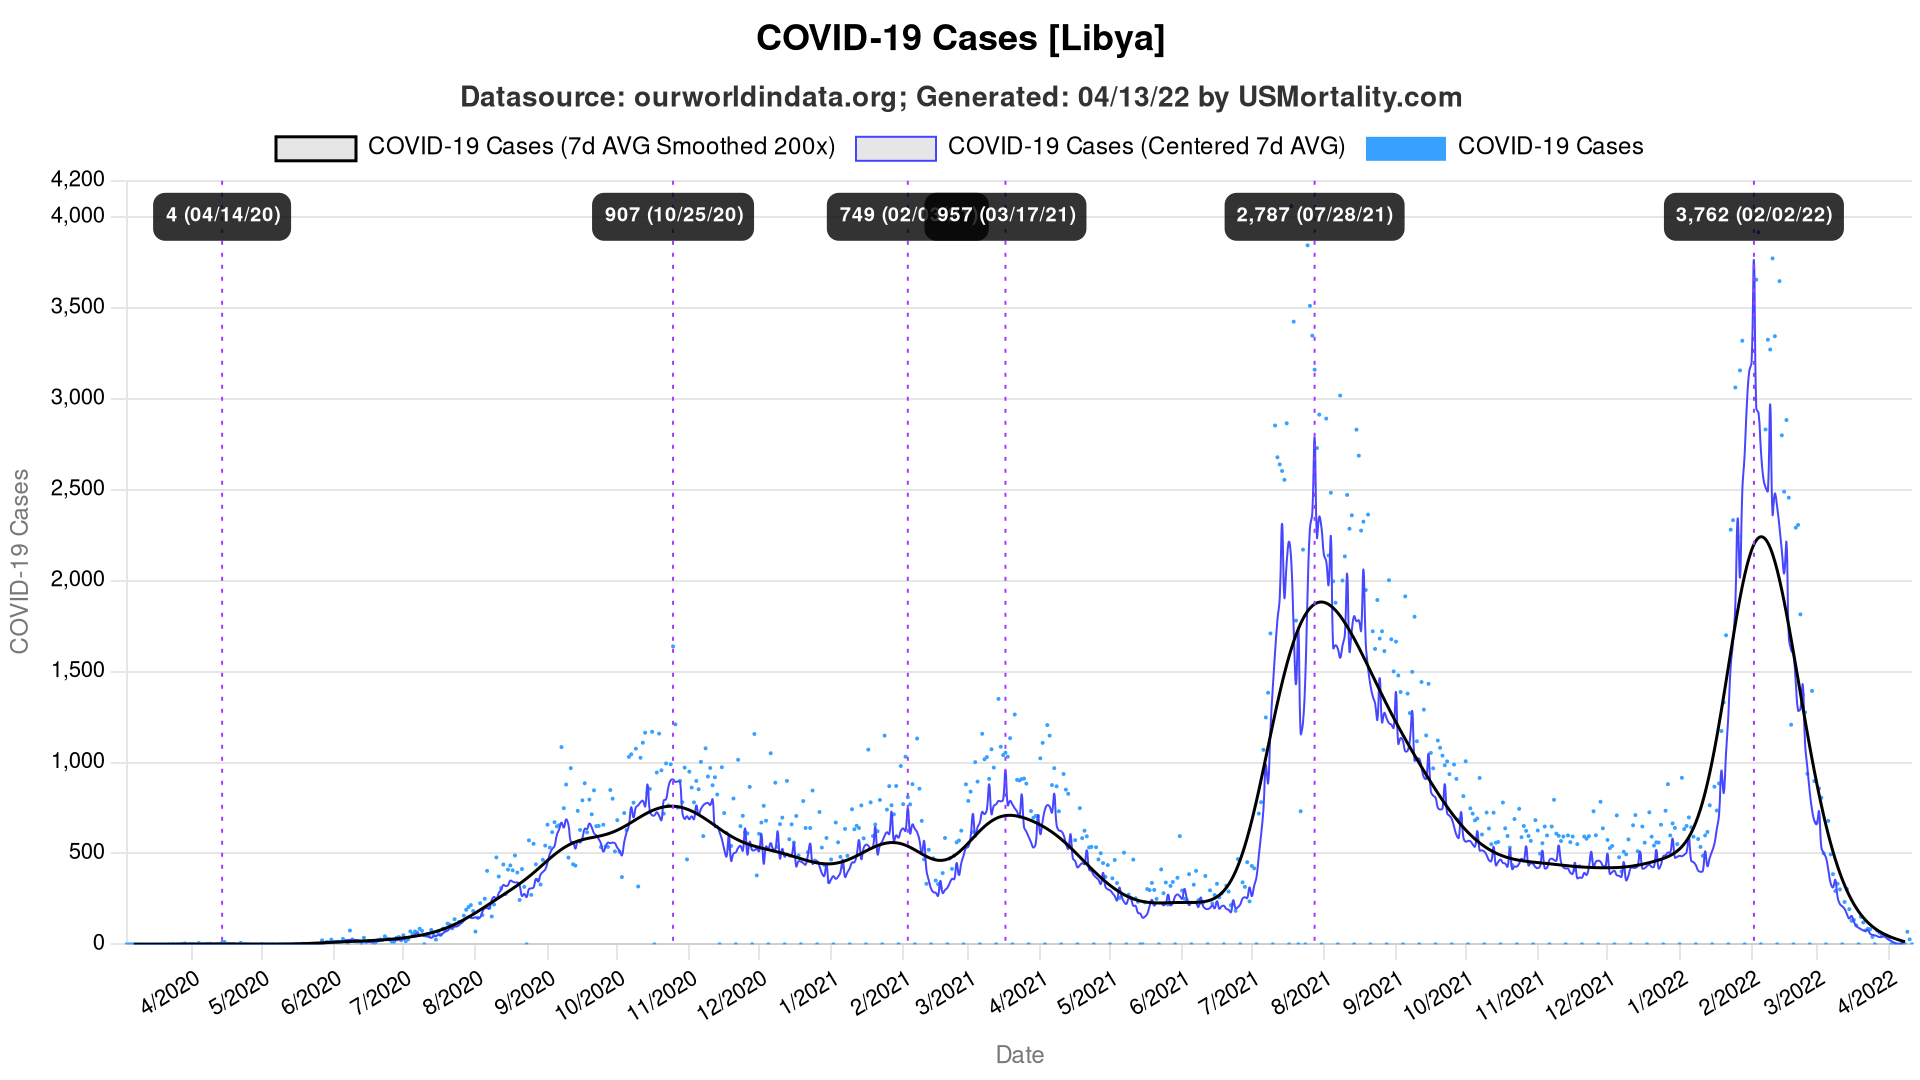 COVID-19 Cases [Libya]
Datasource: ourworldindata.org; Generated: 04/13/22 by USMortality.com
COVID-19 Cases (7d AVG Smoothed 200x) COVID-19 Cases (Centered 7d AVG) COVID-19 Cases
4,200
4,000
3,500
3,000
2,500
2,000
1,500
1,000
500
0
COVID-19 Cases
4 (04/14/20) 907 (10/25/20) 749 957 (03/17/21) 2,787 (07/28/21) 3,762 (02/02/22)
4/2020 5/2020 6/2020 7/2020 8/2020 9/2020 10/2020 11/2020 12/2020 1/2021 2/2021 3/2021 4/2021 5/2021 6/2021 7/2021 8/2021 9/2021 10/2021 11/2021 12/2021 1/2022 2/2022 3/2022 4/2022
Date